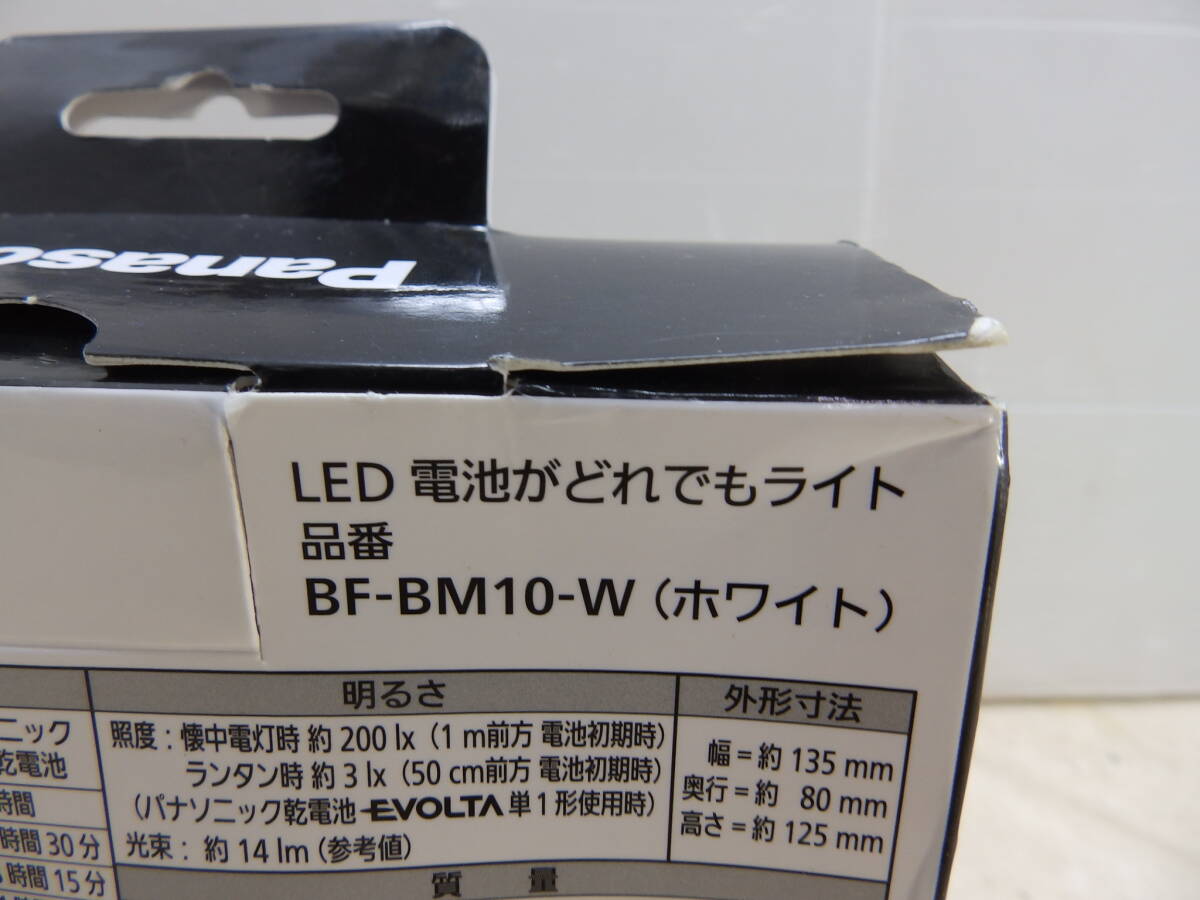 Panaso
LED 電池がどれでもライト
品番
BF-BM10-W（ホワイト）
明るさ
外形寸法
ニック
乾電池
時間
時間 30分
時間 15分
照度：懐中電灯時 約 200 lx（1 m前方 電池初期時）
ランタン時 約 3 lx（50 cm前方 電池初期時）
（パナソニック乾電池 EVOLTA 単1形使用時）
光束：約 14 lm（参考値）
幅＝約 135 mm
奥行＝約 80 mm
高さ＝約 125 mm
質 量